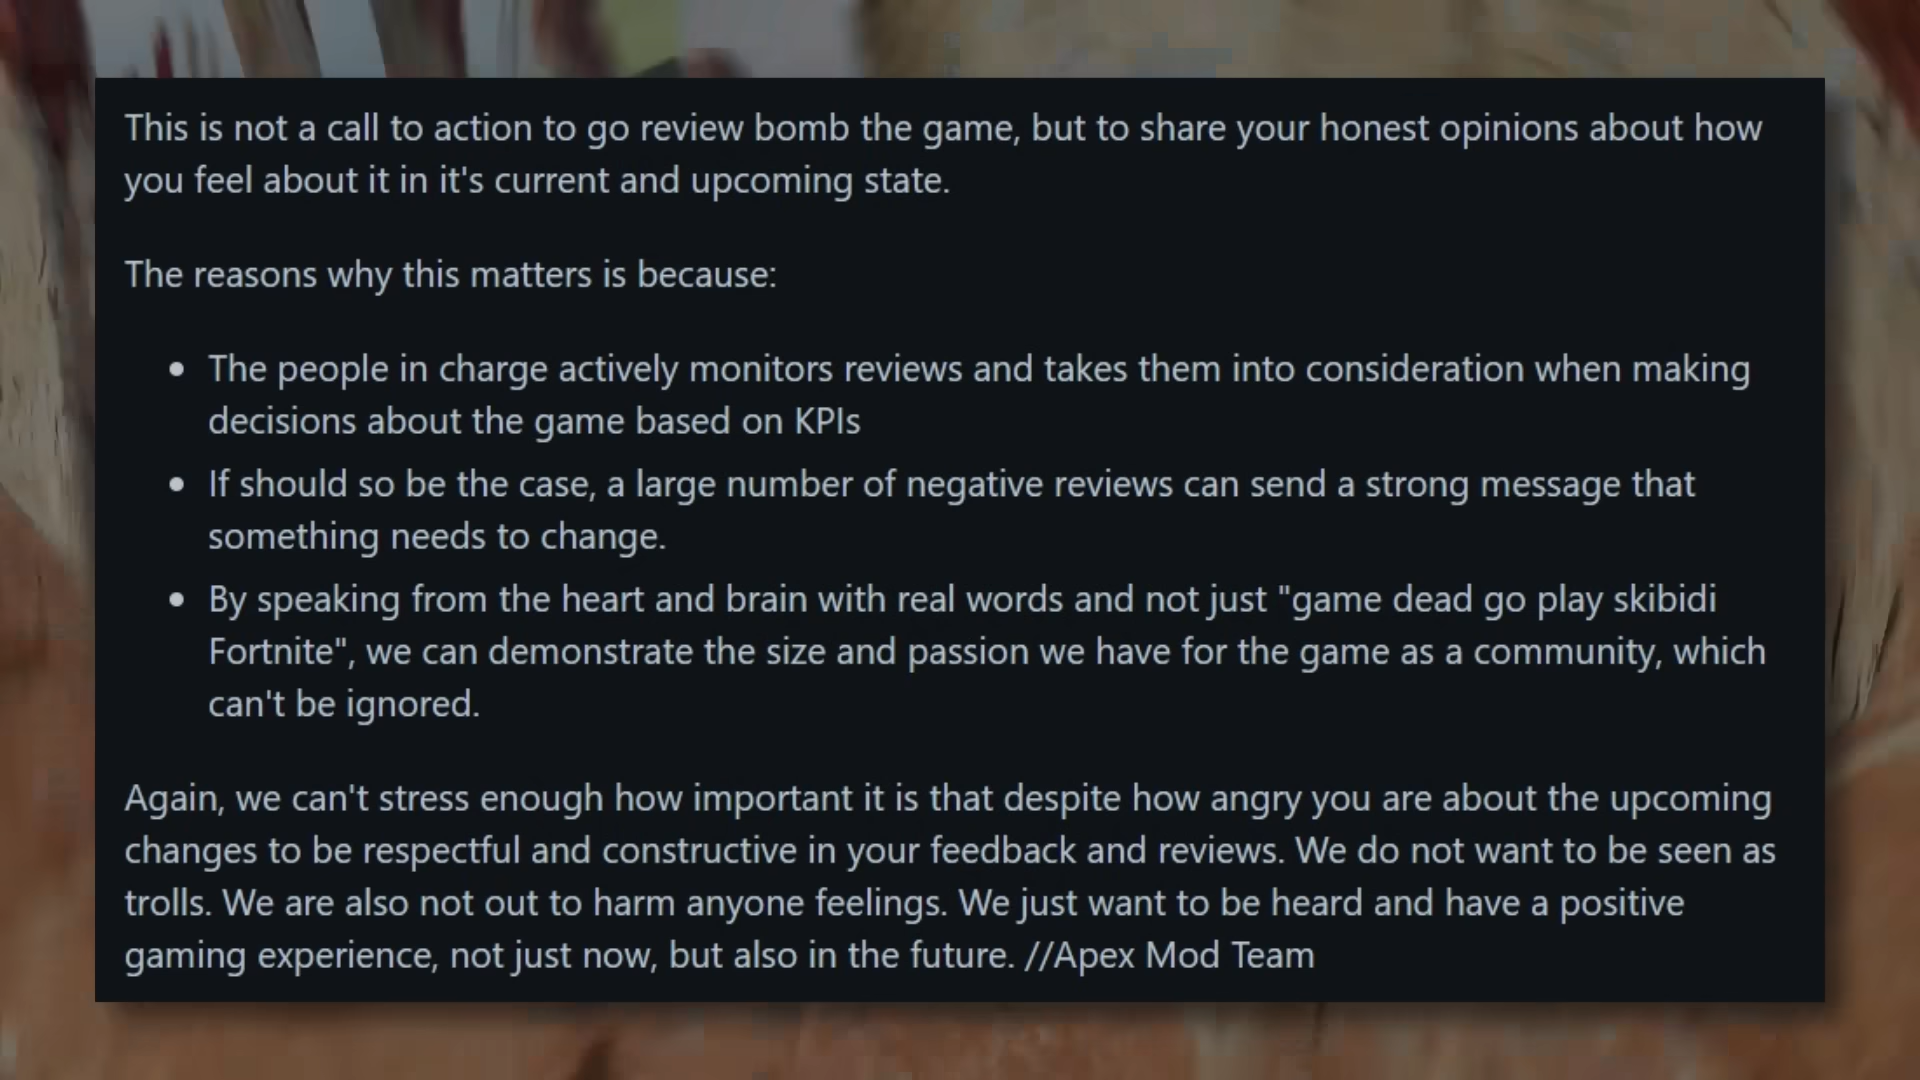 This is not a call to action to go review bomb the game, but to share your honest opinions about how
you feel about it in it's current and upcoming state.
The reasons why this matters is because:
• The people in charge actively monitors reviews and takes them into consideration when making
decisions about the game based on KPIs
• If should so be the case, a large number of negative reviews can send a strong message that
something needs to change.
• By speaking from the heart and brain with real words and not just "game dead go play skibidi
Fortnite", we can demonstrate the size and passion we have for the game as a community, which
can't be ignored.
Again, we can't stress enough how important it is that despite how angry you are about the upcoming
changes to be respectful and constructive in your feedback and reviews. We do not want to be seen as
trolls. We are also not out to harm anyone feelings. We just want to be heard and have a positive
gaming experience, not just now, but also in the future. //Apex Mod Team